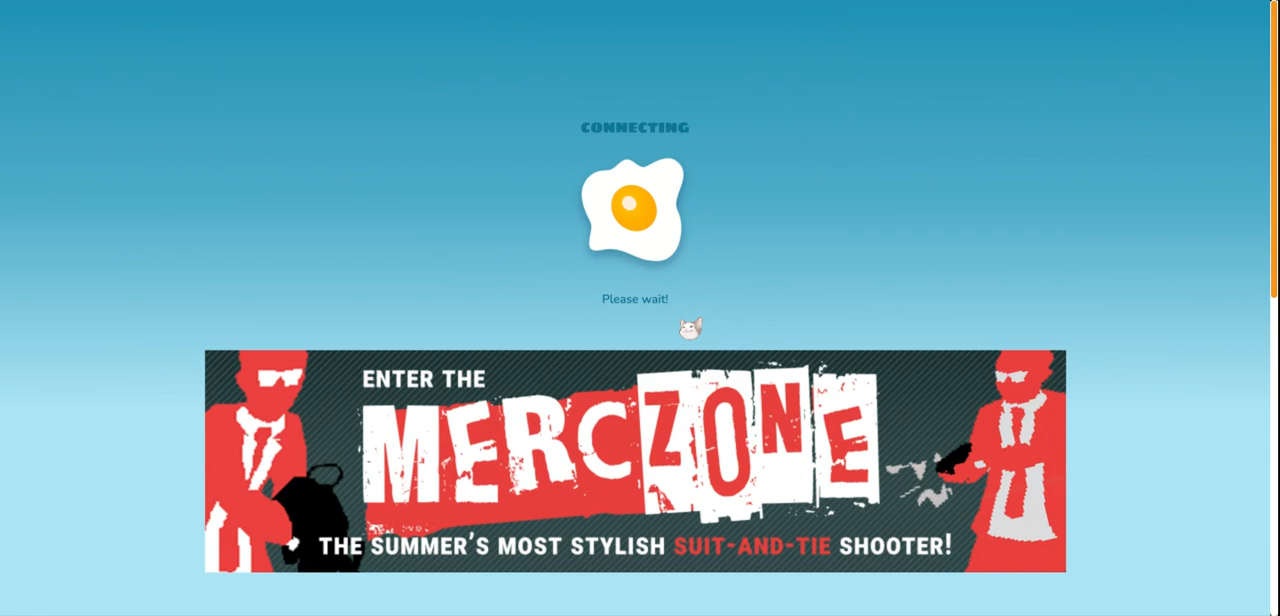 CONNECTING
Please wait!
ENTER THE
MERCZONE
THE SUMMER'S MOST STYLISH SUIT-AND-TIE SHOOTER!